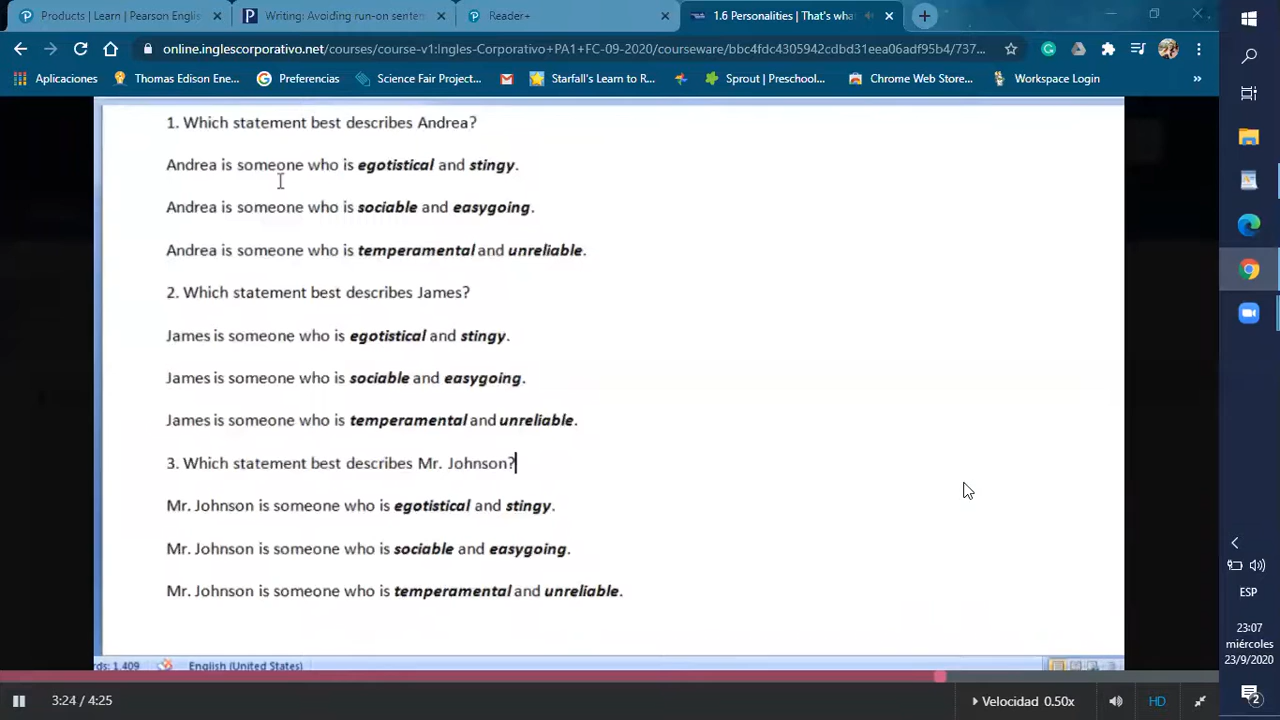 Products | Learn | Pearson Englis
Writing: Avoiding run-on senten
Reader+
1.6 Personalities | That's wha
online.inglescorporativo.net/courses/course-v1:Ingles-Corporativo+PA1+FC-09-2020/courseware/bbc4fdc4305942cdbd31eea06adf95b4/737...
Aplicaciones
Thomas Edison Ene...
Preferencias
Science Fair Project...
Starfall's Learn to R...
Sprout | Preschool...
Chrome Web Store...
Workspace Login
»
1. Which statement best describes Andrea?
Andrea is someone who is egotistical and stingy.
Andrea is someone who is sociable and easygoing.
Andrea is someone who is temperamental and unreliable.
2. Which statement best describes James?
James is someone who is egotistical and stingy.
James is someone who is sociable and easygoing.
James is someone who is temperamental and unreliable.
3. Which statement best describes Mr. Johnson?
Mr. Johnson is someone who is egotistical and stingy.
Mr. Johnson is someone who is sociable and easygoing.
Mr. Johnson is someone who is temperamental and unreliable.
ds: 1.409
English (United States)
3:24 / 4:25
Velocidad 0.50x
HD
ESP
23:07
miércoles
23/9/2020
2